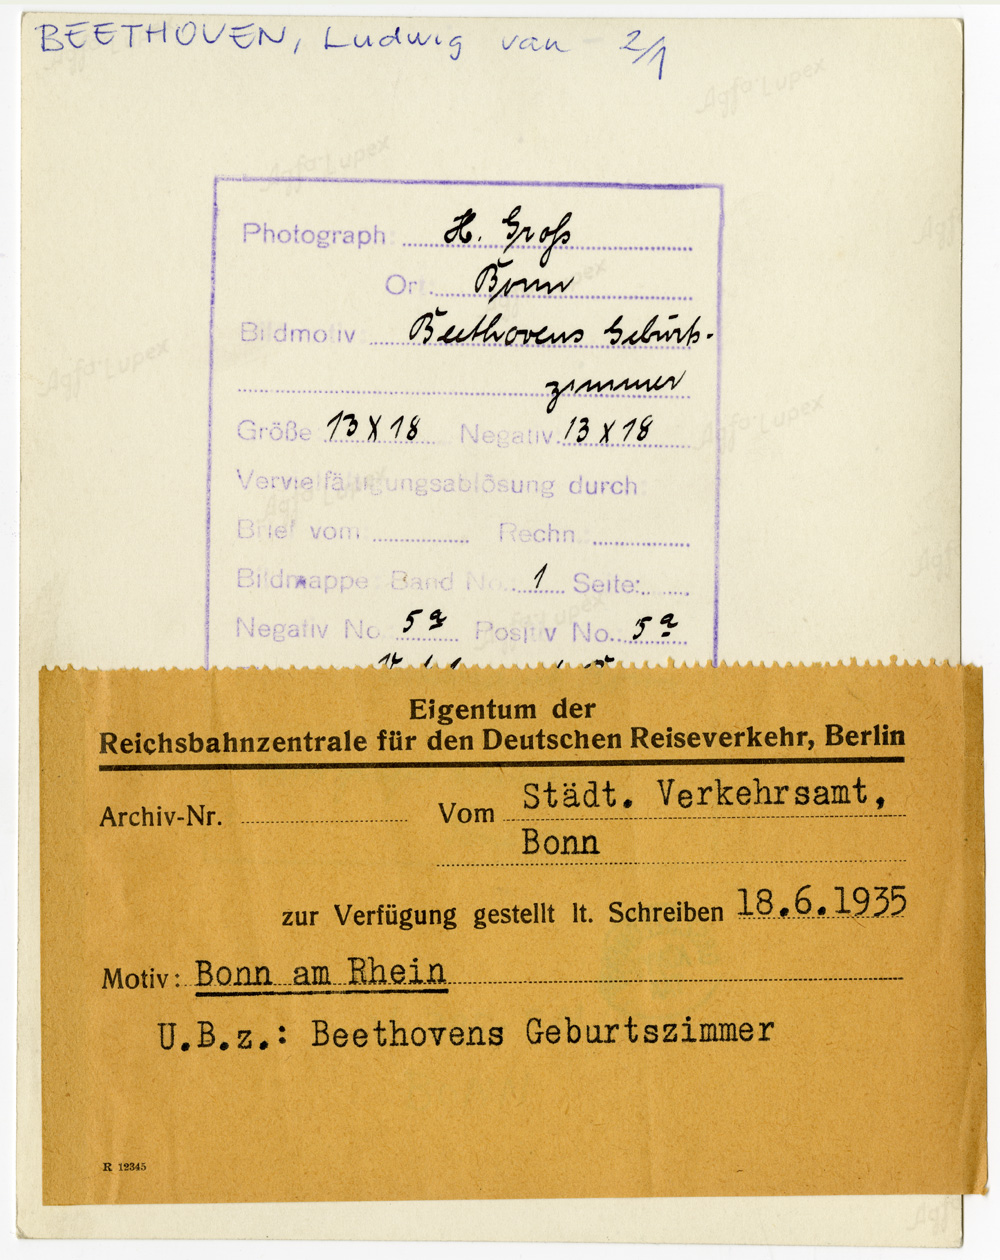 BEETHOVEN, Ludwig van 2/1
Photograph H. Groß
Ort: Bonn
Bildmotiv Beethovens Geburts-
zimmer
Größe 13 X 18 Negativ 13 X 18
Vervielfältigungsablösung durch
Brief vom Rechn.
Bildmappe Band No. 1 Seite:
Negativ No 5a Positiv No. 5a
Eigentum der
Reichsbahnzentrale für den Deutschen Reiseverkehr, Berlin
Archiv-Nr. Vom Städt. Verkehrsamt,
Bonn
zur Verfügung gestellt lt. Schreiben 18.6.1935
Motiv: Bonn am Rhein
U.B.z.: Beethovens Geburtszimmer
R 12345
Agfa-Lupex